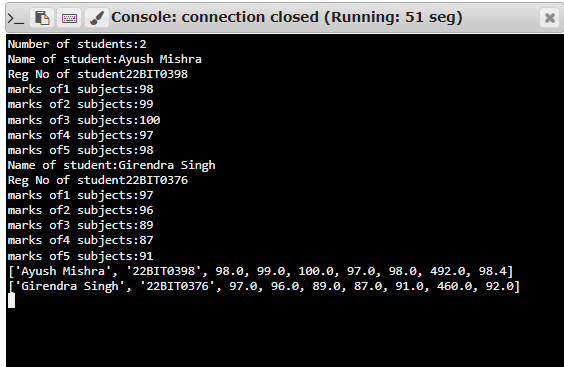 Console: connection closed (Running: 51 seg)
Number of students:2
Name of student:Ayush Mishra
Reg No of student22BIT0398
marks of1 subjects:98
marks of2 subjects:99
marks of3 subjects:100
marks of4 subjects:97
marks of5 subjects:98
Name of student:Girendra Singh
Reg No of student22BIT0376
marks of1 subjects:97
marks of2 subjects:96
marks of3 subjects:89
marks of4 subjects:87
marks of5 subjects:91
['Ayush Mishra', '22BIT0398', 98.0, 99.0, 100.0, 97.0, 98.0, 492.0, 98.4]
['Girendra Singh', '22BIT0376', 97.0, 96.0, 89.0, 87.0, 91.0, 460.0, 92.0]